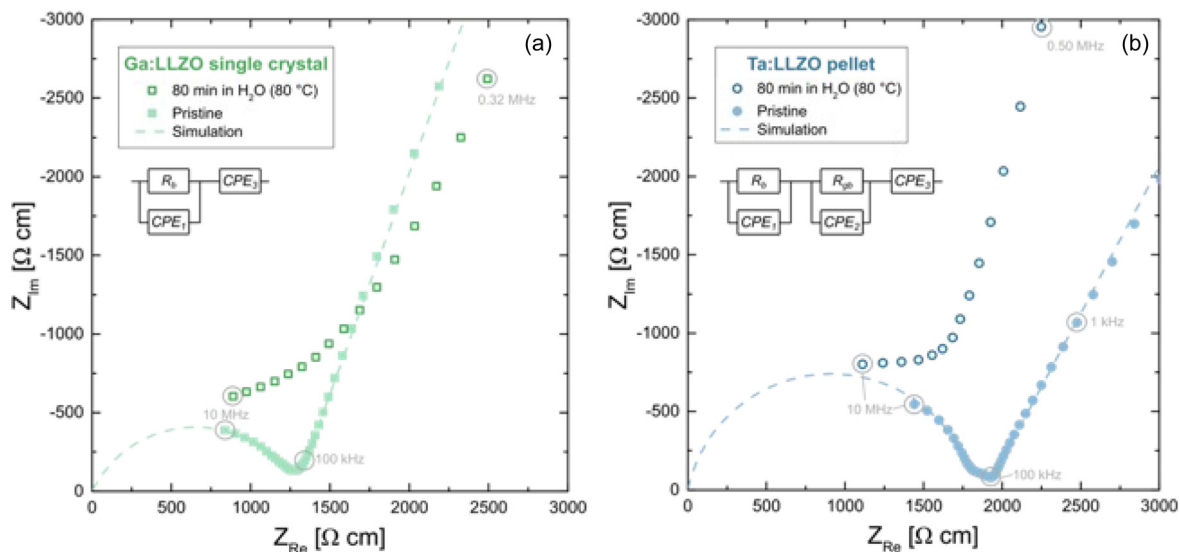 (a)
Ga:LLZO single crystal
80 min in H₂O (80 °C)
Pristine
Simulation
R_b
CPE_1
CPE_3
0.32 MHz
10 MHz
100 kHz
-3000
-2500
-2000
-1500
-1000
-500
0
0 500 1000 1500 2000 2500 3000
Z_Im [Ω cm]
Z_Re [Ω cm]
(b)
Ta:LLZO pellet
80 min in H₂O (80 °C)
Pristine
Simulation
R_b
CPE_1
R_gb
CPE_2
CPE_3
0.50 MHz
1 kHz
10 MHz
100 kHz
-3000
-2500
-2000
-1500
-1000
-500
0
0 500 1000 1500 2000 2500 3000
Z_Im [Ω cm]
Z_Re [Ω cm]